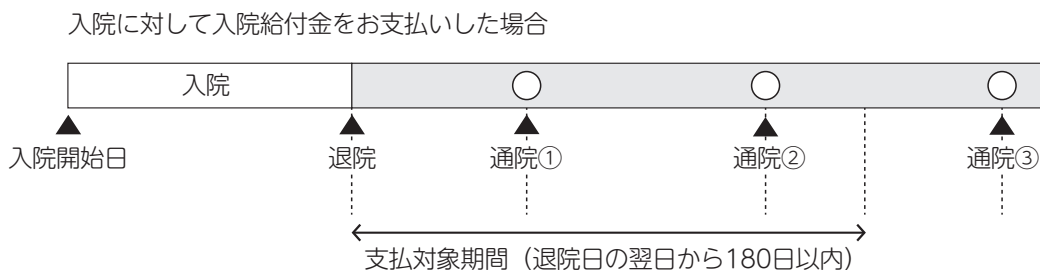 入院に対して入院給付金をお支払いした場合
入院
入院開始日 退院 通院① 通院② 通院③
支払対象期間（退院日の翌日から180日以内）